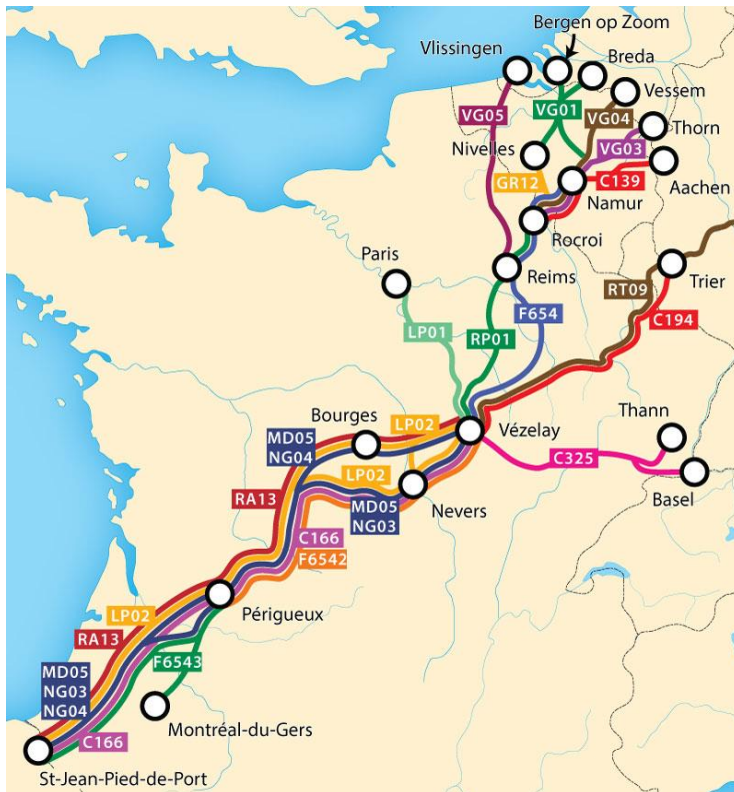 Bergen op Zoom
Vlissingen
Breda
Vessem
VG05
VG01
VG04
Thorn
Nivelles
VG03
GR12
C139
Aachen
Namur
Rocroi
Paris
Reims
Trier
RT09
F654
C194
LP01
RP01
Thann
Bourges
LP02
Vézelay
MD05
NG04
C325
LP02
Basel
RA13
MD05
NG03
Nevers
C166
F6542
Périgueux
LP02
RA13
F6543
MD05
NG03
NG04
Montréal-du-Gers
C166
St-Jean-Pied-de-Port